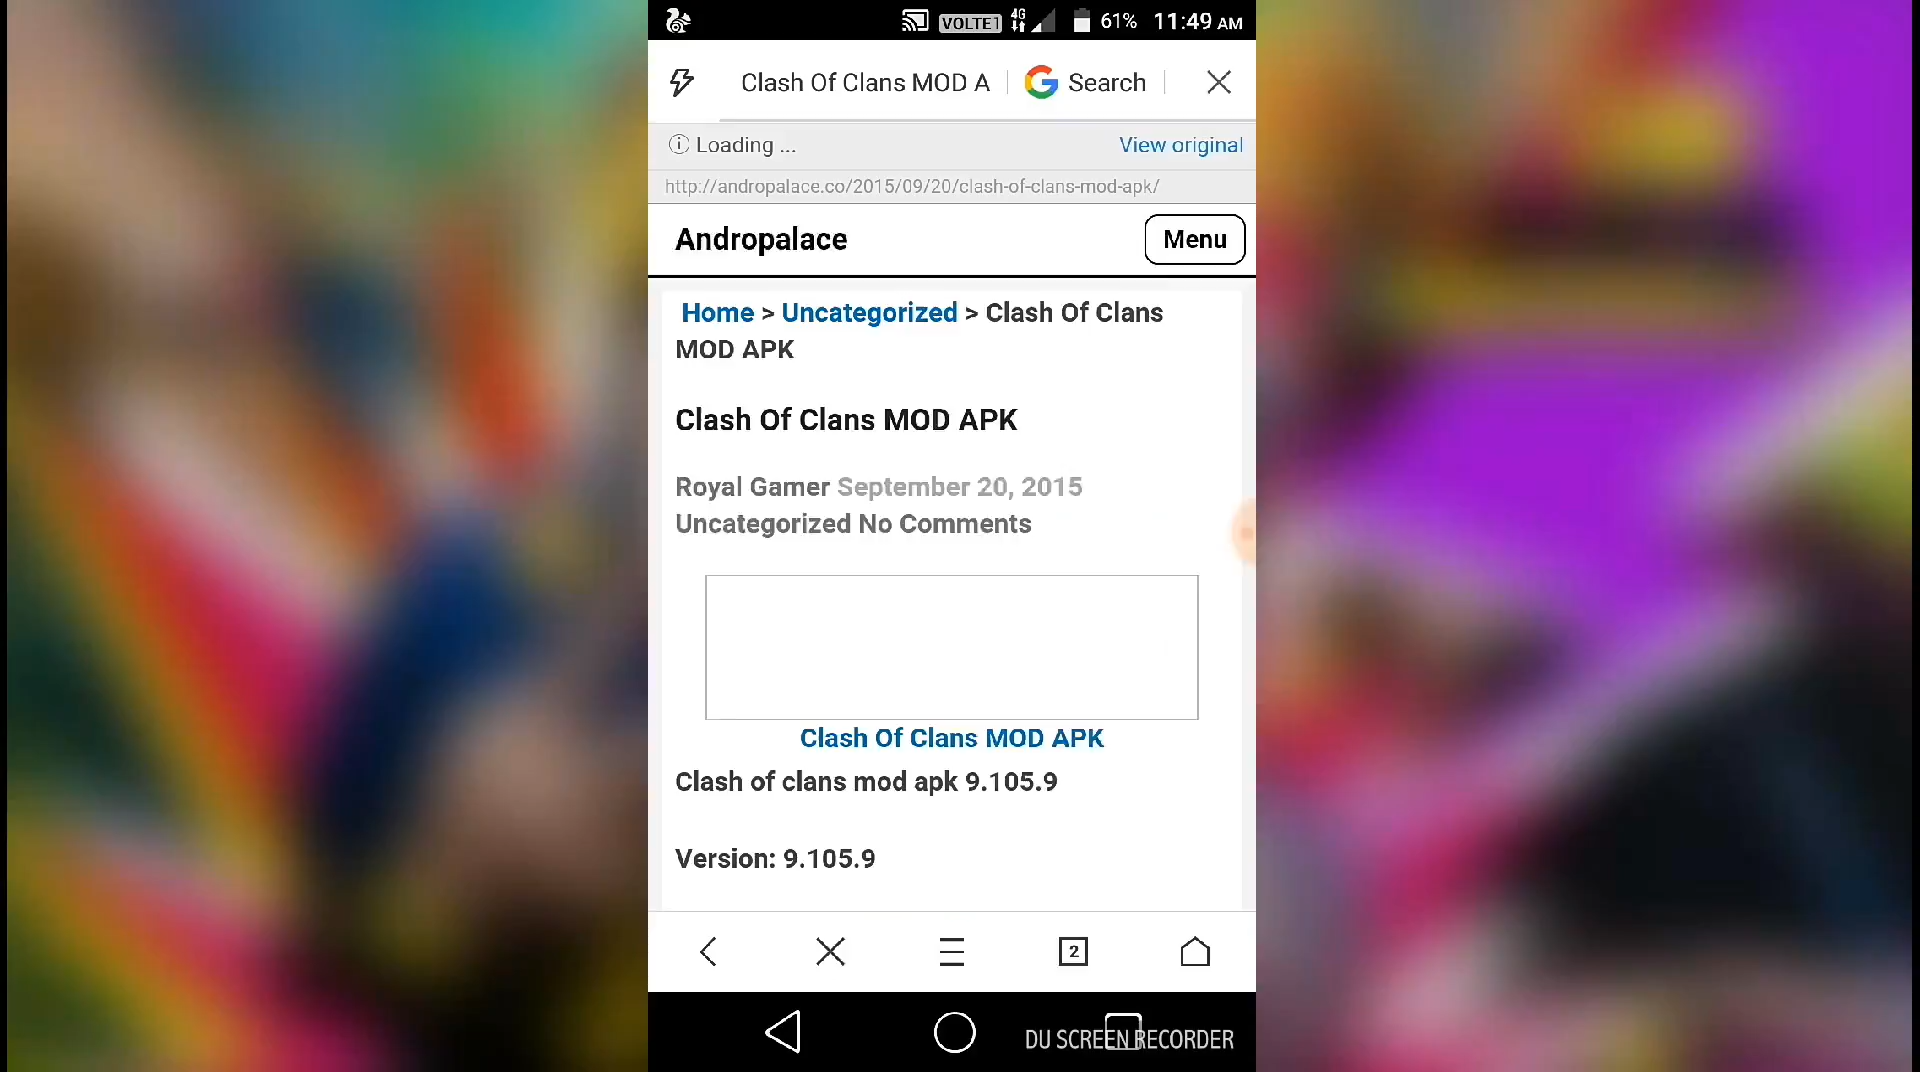 VOLTE1 4G 61% 11:49 AM
Clash Of Clans MOD A Search
Loading ... View original
http://andropalace.co/2015/09/20/clash-of-clans-mod-apk/
Andropalace Menu
Home > Uncategorized > Clash Of Clans
MOD APK
Clash Of Clans MOD APK
Royal Gamer September 20, 2015
Uncategorized No Comments
Clash Of Clans MOD APK
Clash of clans mod apk 9.105.9
Version: 9.105.9
2
DU SCREEN RECORDER